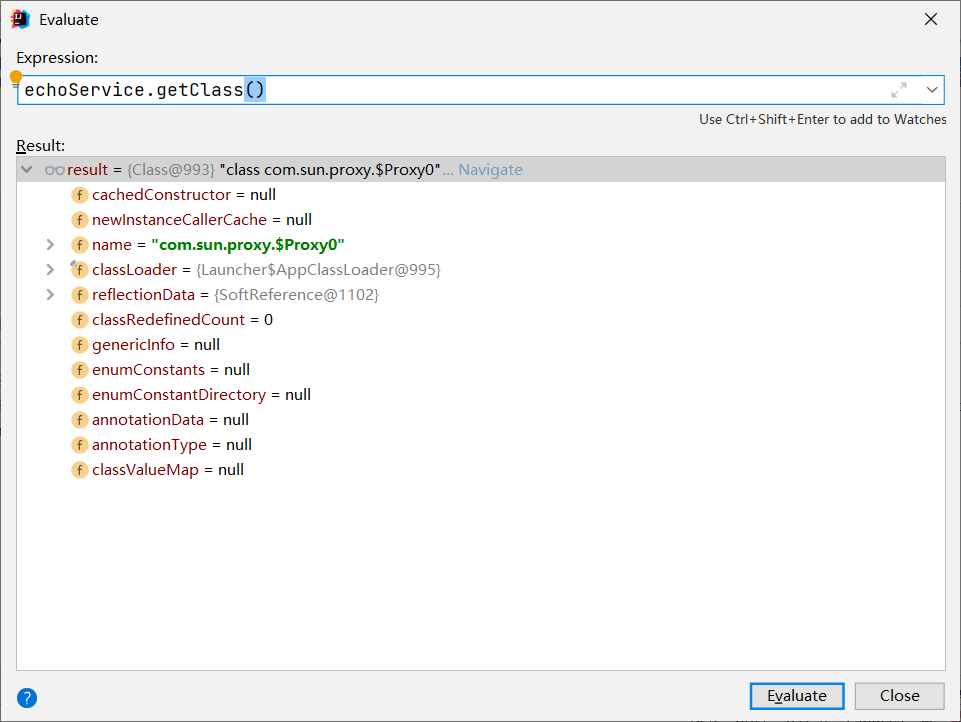 Evaluate
Expression:
echoService.getClass()
Use Ctrl+Shift+Enter to add to Watches
Result:
result = {Class@993} "class com.sun.proxy.$Proxy0"... Navigate
f cachedConstructor = null
f newInstanceCallerCache = null
f name = "com.sun.proxy.$Proxy0"
f classLoader = {Launcher$AppClassLoader@995}
f reflectionData = {SoftReference@1102}
f classRedefinedCount = 0
f genericInfo = null
f enumConstants = null
f enumConstantDirectory = null
f annotationData = null
f annotationType = null
f classValueMap = null
? Evaluate Close